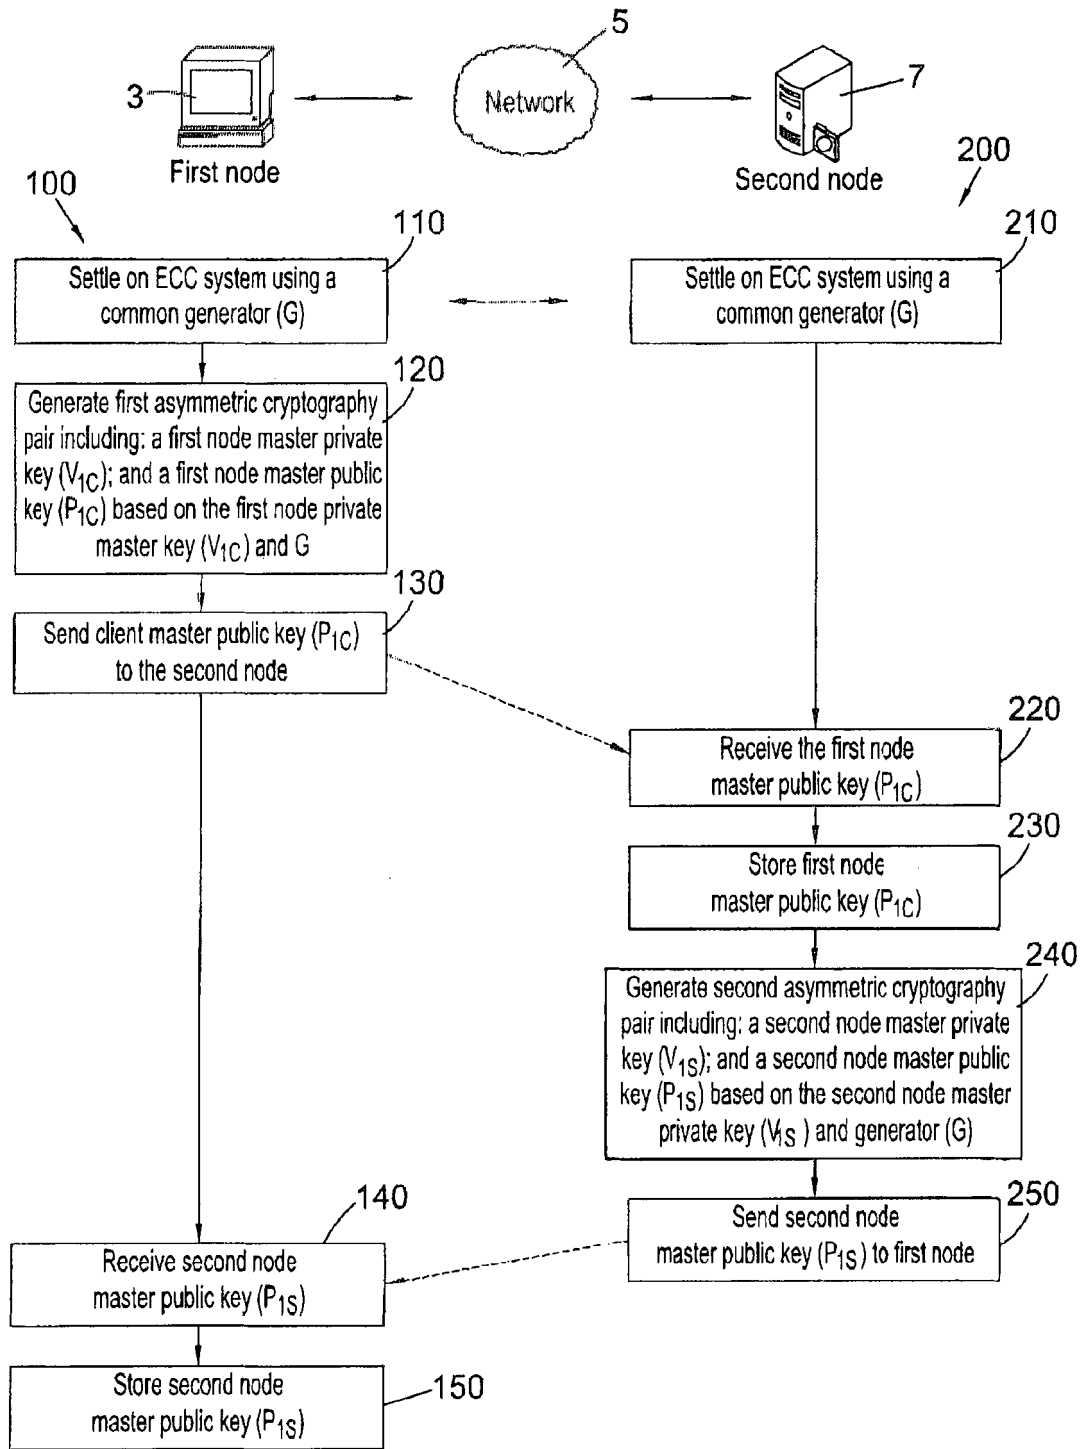 5
3
Network
7
First node
Second node
100
200
110
210
Settle on ECC system using a
common generator (G)
Settle on ECC system using a
common generator (G)
120
Generate first asymmetric cryptography
pair including: a first node master private
key (V1C); and a first node master public
key (P1C) based on the first node private
master key (V1C) and G
130
Send client master public key (P1C)
to the second node
220
Receive the first node
master public key (P1C)
230
Store first node
master public key (P1C)
240
Generate second asymmetric cryptography
pair including: a second node master private
key (V1S); and a second node master public
key (P1S) based on the second node master
private key (V1S) and generator (G)
250
Send second node
master public key (P1S) to first node
140
Receive second node
master public key (P1S)
150
Store second node
master public key (P1S)